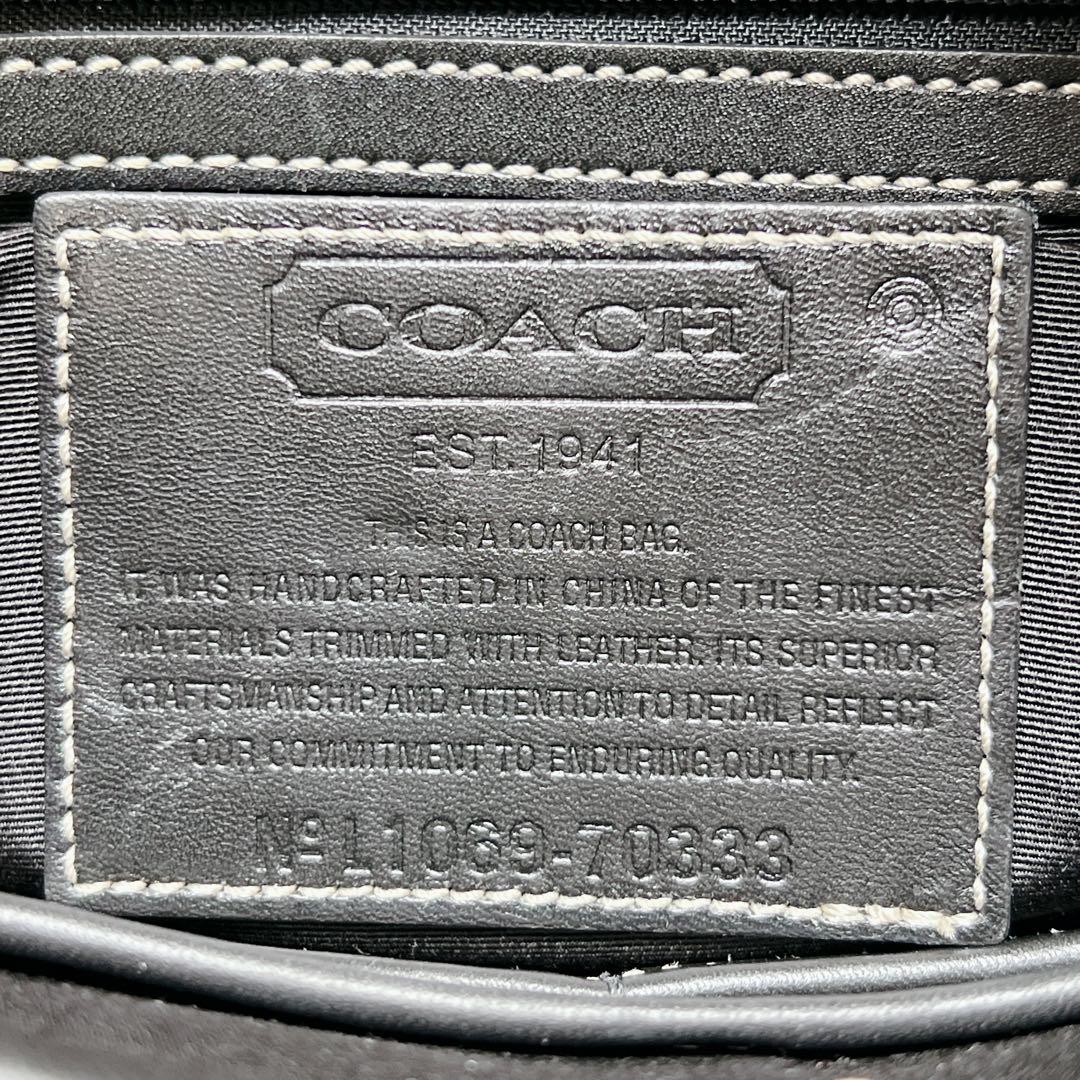 COACH
EST. 1941
THIS IS A COACH BAG.
IT WAS HANDCRAFTED IN CHINA OF THE FINEST
MATERIALS TRIMMED WITH LEATHER. ITS SUPERIOR
CRAFTSMANSHIP AND ATTENTION TO DETAIL REFLECT
OUR COMMITMENT TO ENDURING QUALITY.
Nº L1069-70333